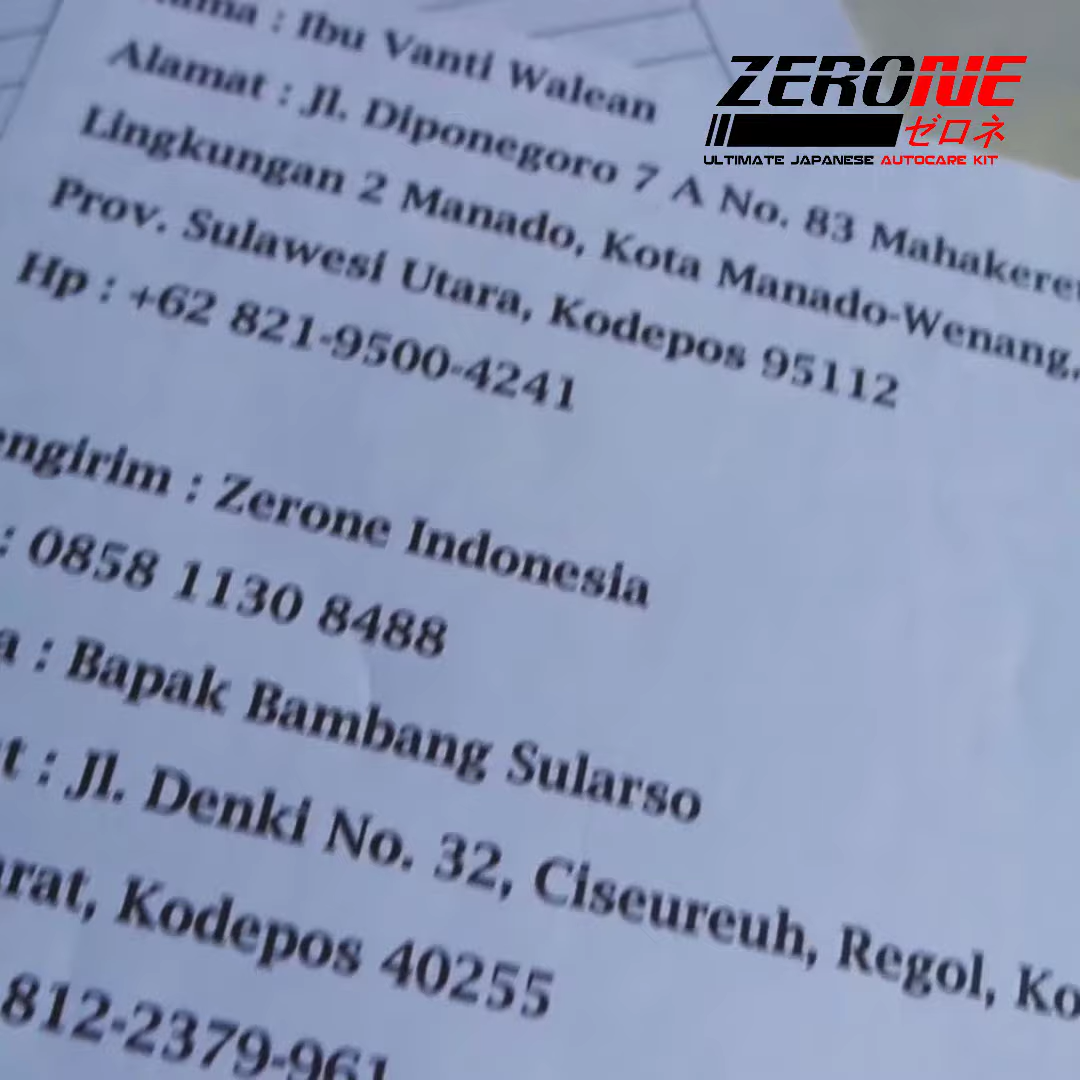 ZERONE
ゼロネ
ULTIMATE JAPANESE AUTOCARE KIT
: Ibu Vanti Walean
Alamat : Jl. Diponegoro 7 A No. 83
Lingkungan 2 Manado, Kota Manado-Wenang,
Prov. Sulawesi Utara, Kodepos 95112
Hp : +62 821-9500-4241
engirim : Zerone Indonesia
: 0858 1130 8488
a : Bapak Bambang Sularso
t : Jl. Denki No. 32, Ciseureuh, Regol, Ko
arat, Kodepos 40255
812-2379-961